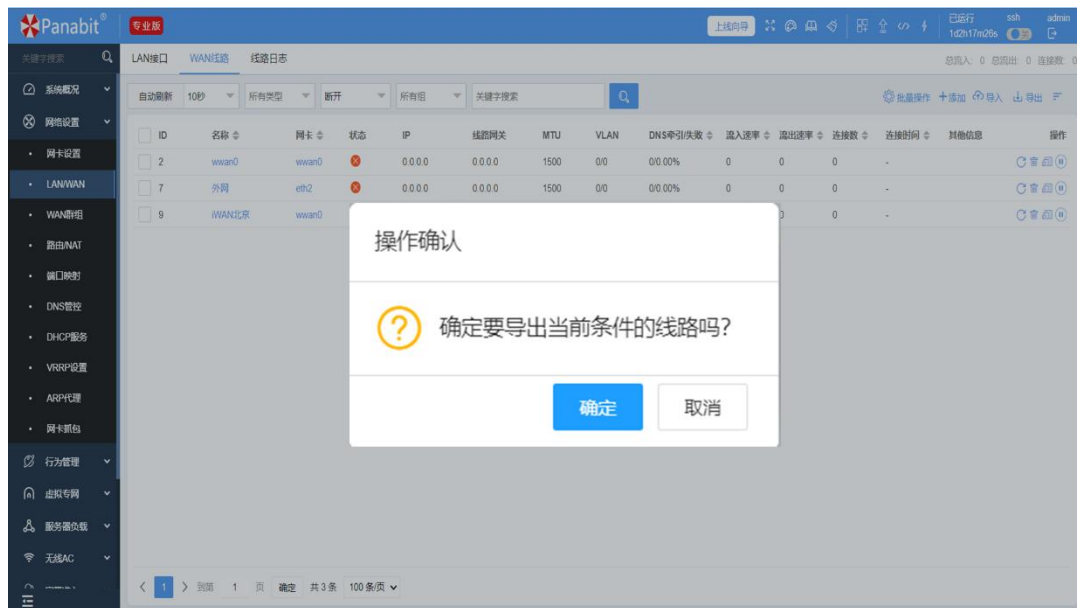 Panabit® 专业版 上线向导 已运行 ssh admin
1d2h17m26s
关键字搜索 LAN接口 WAN线路 线路日志 总流入: 0 总流出: 0 连接数: 0
系统概况 自动刷新 10秒 所有类型 断开 所有组 关键字搜索 批量操作 添加 导入 导出
网络设置 ID 名称 网卡 状态 IP 线路网关 MTU VLAN DNS牵引/失败 流入速率 流出速率 连接数 连接时间 其他信息 操作
网卡设置 2 wwan0 wwan0 0.0.0.0 0.0.0.0 1500 0/0 0/0.00% 0 0 0 -
LAN/WAN 7 外网 eth2 0.0.0.0 0.0.0.0 1500 0/0 0/0.00% 0 0 0 -
WAN群组 9 iWAN北京 wwan0 0 0 -
路由/NAT
操作确认
端口映射
DNS管控
确定要导出当前条件的线路吗?
DHCP服务
VRRP设置
ARP代理
确定 取消
网卡抓包
行为管理
虚拟专网
服务器负载
无线AC
1 到第 1 页 确定 共 3 条 100 条/页